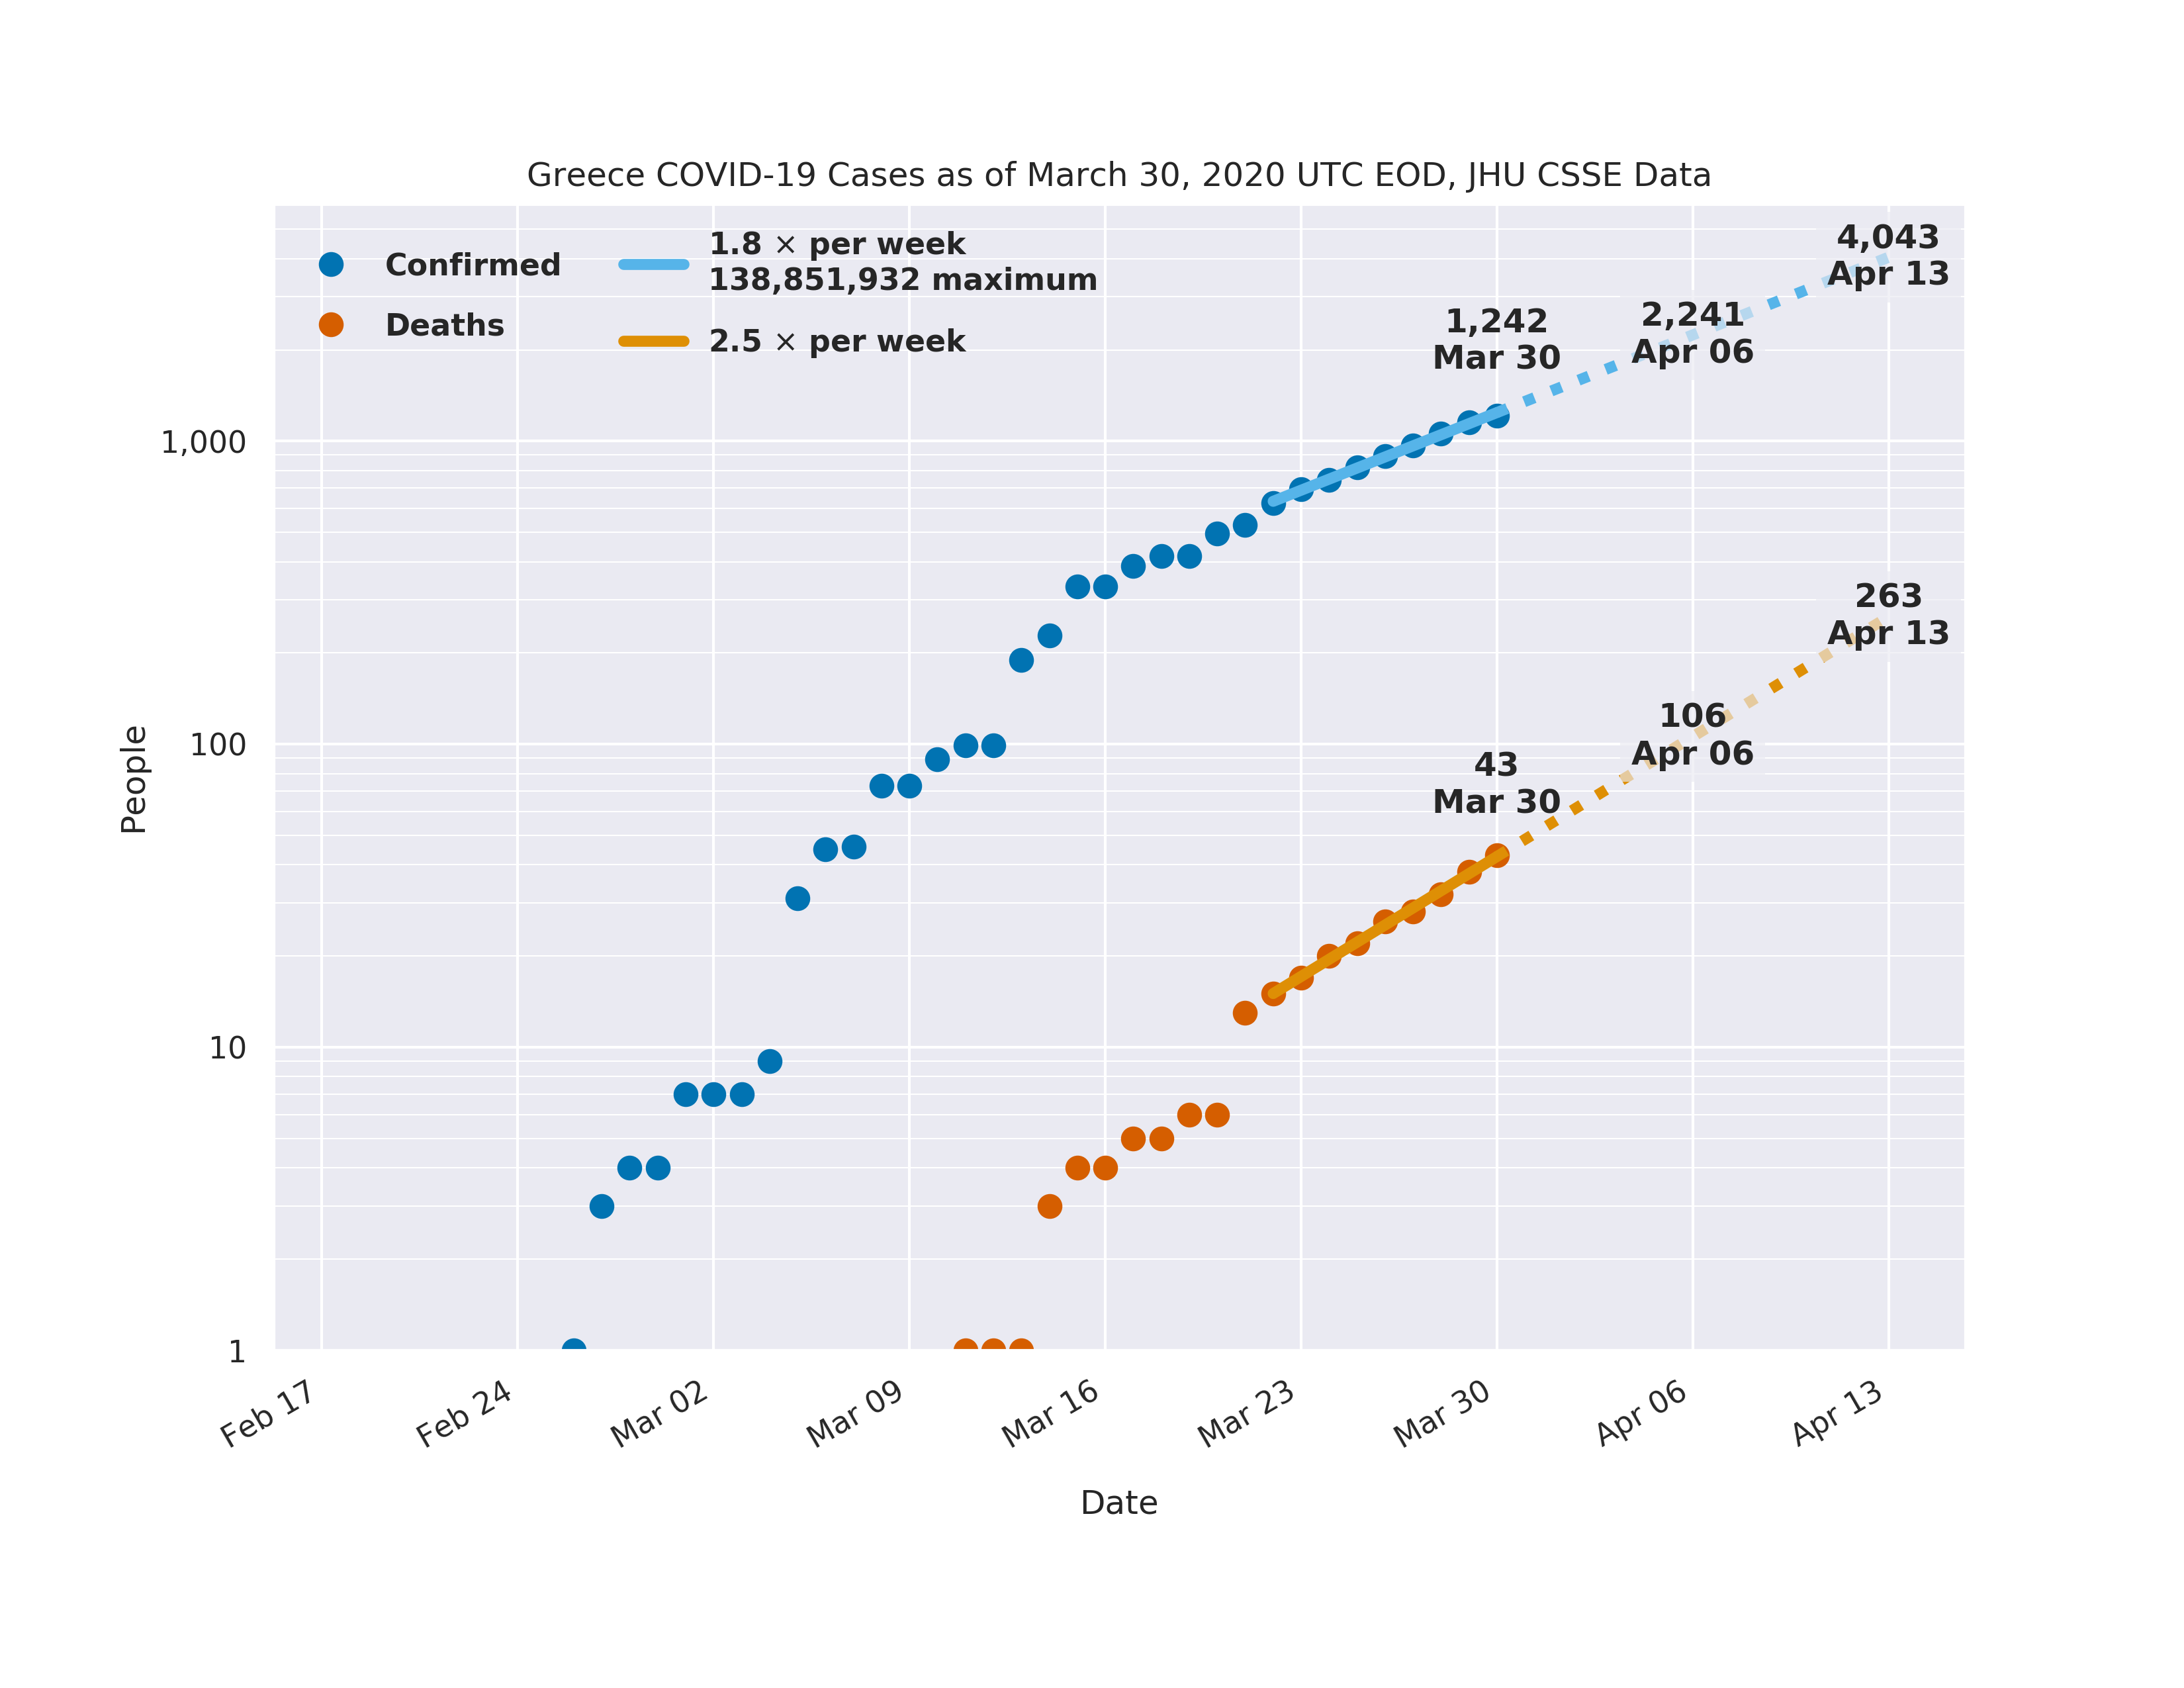 Greece COVID-19 Cases as of March 30, 2020 UTC EOD, JHU CSSE Data
Confirmed
Deaths
1.8 × per week
138,851,932 maximum
2.5 × per week
4,043
Apr 13
2,241
Apr 06
1,242
Mar 30
263
Apr 13
106
Apr 06
43
Mar 30
People
1,000
100
10
1
Feb 17
Feb 24
Mar 02
Mar 09
Mar 16
Mar 23
Mar 30
Apr 06
Apr 13
Date